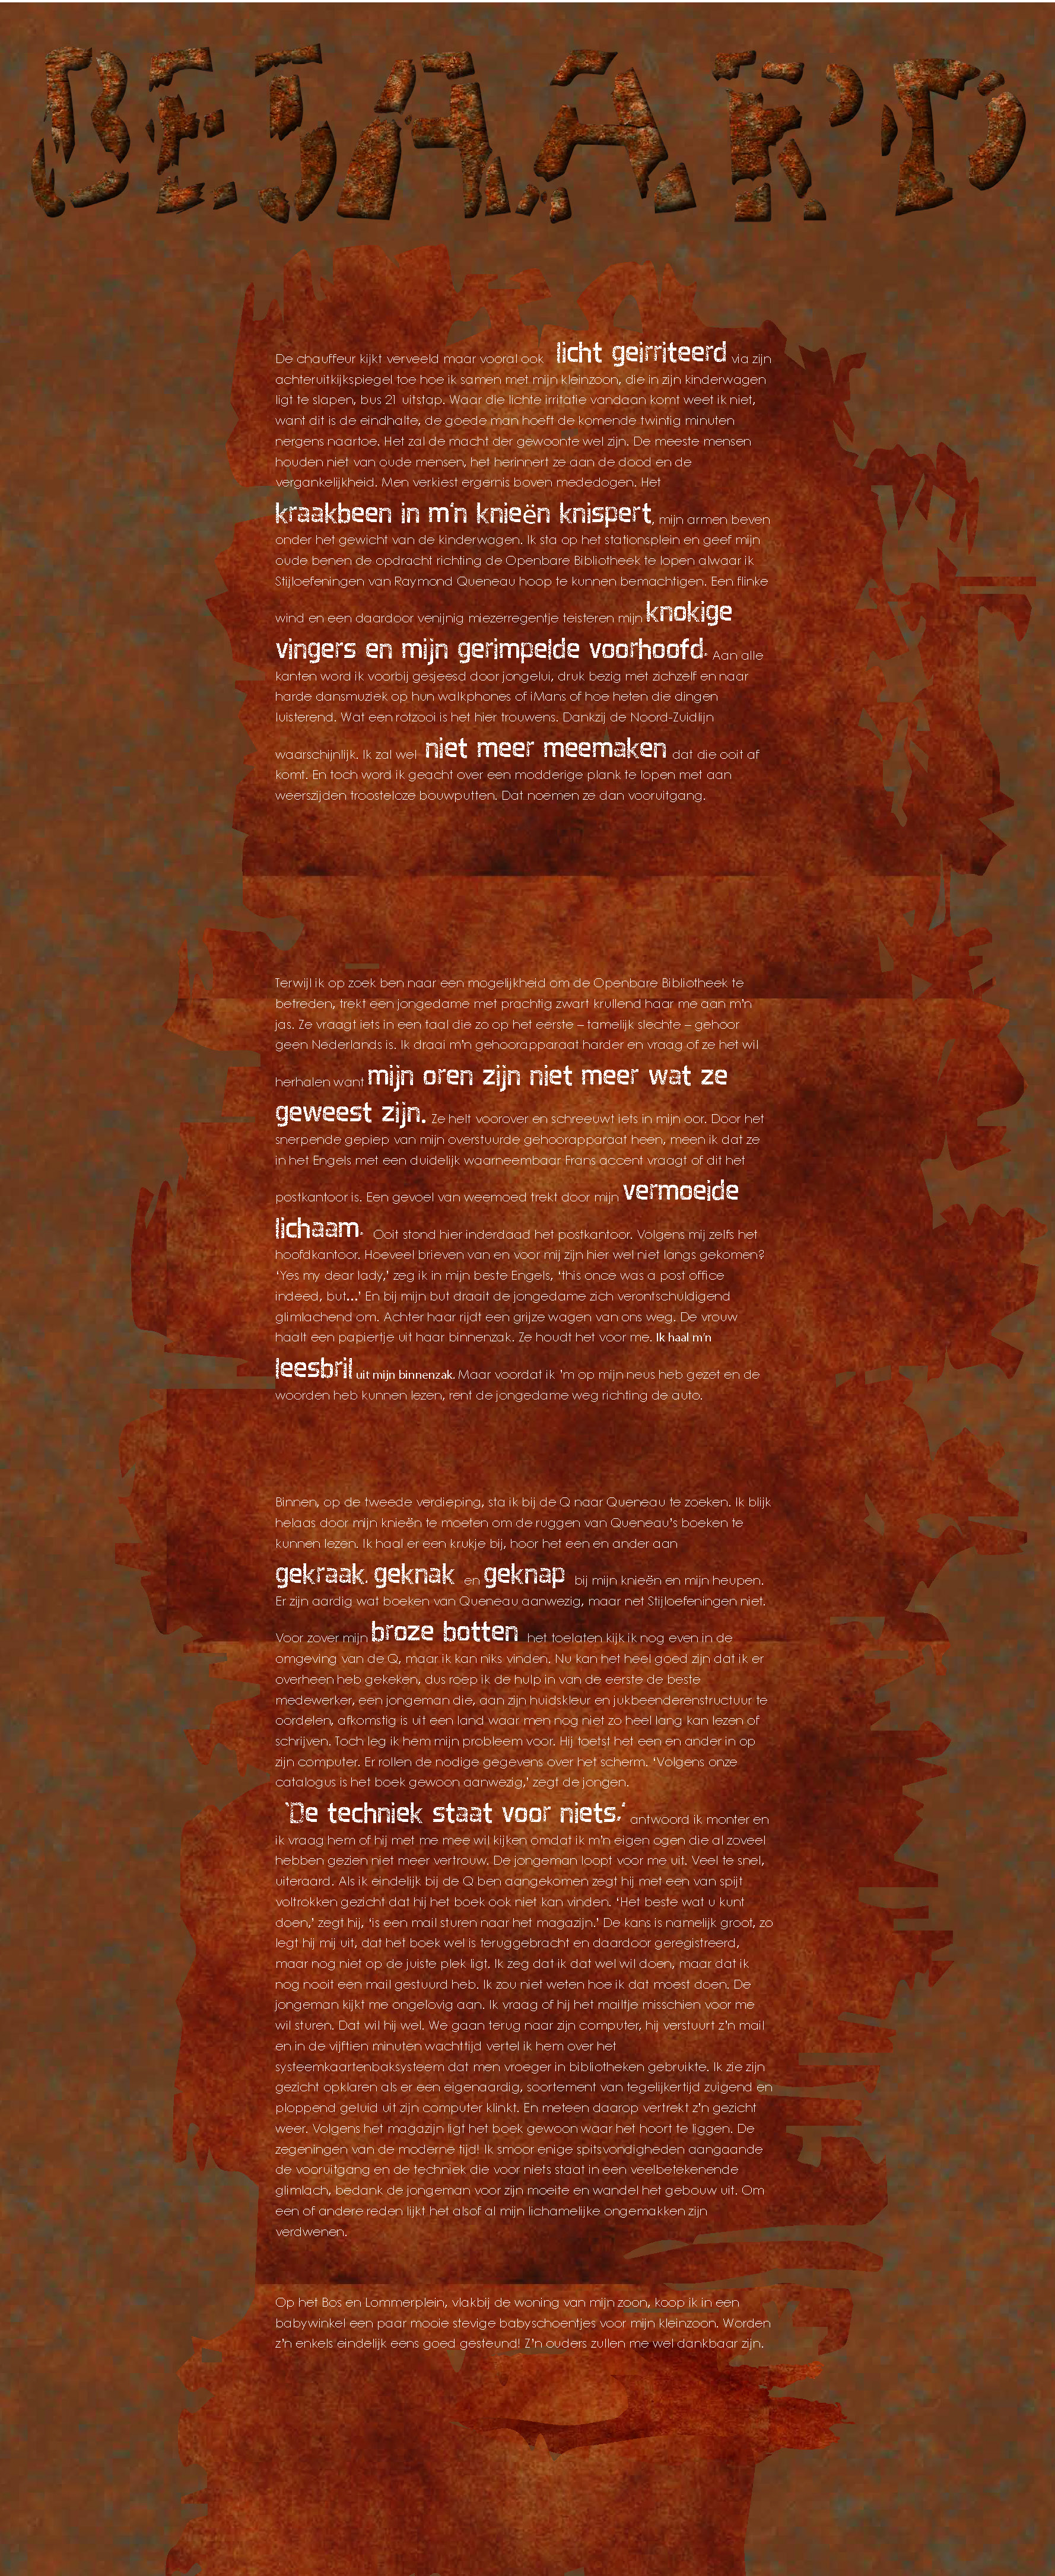 BEJAARD
De chauffeur kijkt verveeld maar vooral ook licht geïrriteerd via zijn
achteruitkijkspiegel toe hoe ik samen met mijn kleinzoon, die in zijn kinderwagen
ligt te slapen, bus 21 uitstap. Waar die lichte irritatie vandaan komt weet ik niet,
want dit is de eindhalte, de goede man hoeft de komende twintig minuten
nergens naartoe. Het zal de macht der gewoonte wel zijn. De meeste mensen
houden niet van oude mensen, het herinnert ze aan de dood en de
vergankelijkheid. Men verkiest ergernis boven mededogen. Het
kraakbeen in m'n knieën knispert, mijn armen beven
onder het gewicht van de kinderwagen. Ik sta op het stationsplein en geef mijn
oude benen de opdracht richting de Openbare Bibliotheek te lopen alwaar ik
Stijloefeningen van Raymond Queneau hoop te kunnen bemachtigen. Een flinke
wind en een daardoor venijnig miezerregentje teisteren mijn knokige
vingers en mijn gerimpelde voorhoofd. Aan alle
kanten word ik voorbij gesjeesd door jongelui, druk bezig met zichzelf en naar
harde dansmuziek op hun walkphones of iMans of hoe heten die dingen
luisterend. Wat een rotzooi is het hier trouwens. Dankzij de Noord-Zuidlijn
waarschijnlijk. Ik zal wel niet meer meemaken dat die ooit af
komt. En toch word ik geacht over een modderige plank te lopen met aan
weerszijden troosteloze bouwputten. Dat noemen ze dan vooruitgang.
Terwijl ik op zoek ben naar een mogelijkheid om de Openbare Bibliotheek te
betreden, trekt een jongedame met prachtig zwart krullend haar me aan m'n
jas. Ze vraagt iets in een taal die zo op het eerste – tamelijk slechte – gehoor
geen Nederlands is. Ik draai m'n gehoorapparaat harder en vraag of ze het wil
herhalen want mijn oren zijn niet meer wat ze
geweest zijn. Ze helt voorover en schreeuwt iets in mijn oor. Door het
snerpende gepiep van mijn overstuurde gehoorapparaat heen, meen ik dat ze
in het Engels met een duidelijk waarneembaar Frans accent vraagt of dit het
postkantoor is. Een gevoel van weemoed trekt door mijn vermoeide
lichaam. Ooit stond hier inderdaad het postkantoor. Volgens mij zelfs het
hoofdkantoor. Hoeveel brieven van en voor mij zijn hier wel niet langs gekomen?
'Yes my dear lady,' zeg ik in mijn beste Engels, 'this once was a post office
indeed, but...' En bij mijn but draait de jongedame zich verontschuldigend
glimlachend om. Achter haar rijdt een grijze wagen van ons weg. De vrouw
haalt een papiertje uit haar binnenzak. Ze houdt het voor me. Ik haal m'n
leesbril uit mijn binnenzak. Maar voordat ik 'm op mijn neus heb gezet en de
woorden heb kunnen lezen, rent de jongedame weg richting de auto.
Binnen, op de tweede verdieping, sta ik bij de Q naar Queneau te zoeken. Ik blijk
helaas door mijn knieën te moeten om de ruggen van Queneau's boeken te
kunnen lezen. Ik haal er een krukje bij, hoor het een en ander aan
gekraak, geknak en geknap bij mijn knieën en mijn heupen.
Er zijn aardig wat boeken van Queneau aanwezig, maar net Stijloefeningen niet.
Voor zover mijn broze botten het toelaten kijk ik nog even in de
omgeving van de Q, maar ik kan niks vinden. Nu kan het heel goed zijn dat ik er
overheen heb gekeken, dus roep ik de hulp in van de eerste de beste
medewerker, een jongeman die, aan zijn huidskleur en jukbeenderenstructuur te
oordelen, afkomstig is uit een land waar men nog niet zo heel lang kan lezen of
schrijven. Toch leg ik hem mijn probleem voor. Hij toetst het een en ander in op
zijn computer. Er rollen de nodige gegevens over het scherm. 'Volgens onze
catalogus is het boek gewoon aanwezig,' zegt de jongen.
'De techniek staat voor niets,' antwoord ik monter en
ik vraag hem of hij met me mee wil kijken omdat ik m'n eigen ogen die al zoveel
hebben gezien niet meer vertrouw. De jongeman loopt voor me uit. Veel te snel,
uiteraard. Als ik eindelijk bij de Q ben aangekomen zegt hij met een van spijt
voltrokken gezicht dat hij het boek ook niet kan vinden. 'Het beste wat u kunt
doen,' zegt hij, 'is een mail sturen naar het magazijn.' De kans is namelijk groot, zo
legt hij mij uit, dat het boek wel is teruggebracht en daardoor geregistreerd,
maar nog niet op de juiste plek ligt. Ik zeg dat ik dat wel wil doen, maar dat ik
nog nooit een mail gestuurd heb. Ik zou niet weten hoe ik dat moest doen. De
jongeman kijkt me ongelovig aan. Ik vraag of hij het mailtje misschien voor me
wil sturen. Dat wil hij wel. We gaan terug naar zijn computer, hij verstuurt z'n mail
en in de vijftien minuten wachttijd vertel ik hem over het
systeemkaartenbaksysteem dat men vroeger in bibliotheken gebruikte. Ik zie zijn
gezicht opklaren als er een eigenaardig, soortement van tegelijkertijd zuigend en
ploppend geluid uit zijn computer klinkt. En meteen daarop vertrekt z'n gezicht
weer. Volgens het magazijn ligt het boek gewoon waar het hoort te liggen. De
zegeningen van de moderne tijd! Ik smoor enige spitsvondigheden aangaande
de vooruitgang en de techniek die voor niets staat in een veelbetekenende
glimlach, bedank de jongeman voor zijn moeite en wandel het gebouw uit. Om
een of andere reden lijkt het alsof al mijn lichamelijke ongemakken zijn
verdwenen.
Op het Bos en Lommerplein, vlakbij de woning van mijn zoon, koop ik in een
babywinkel een paar mooie stevige babyschoentjes voor mijn kleinzoon. Worden
z'n enkels eindelijk eens goed gesteund! Z'n ouders zullen me wel dankbaar zijn.